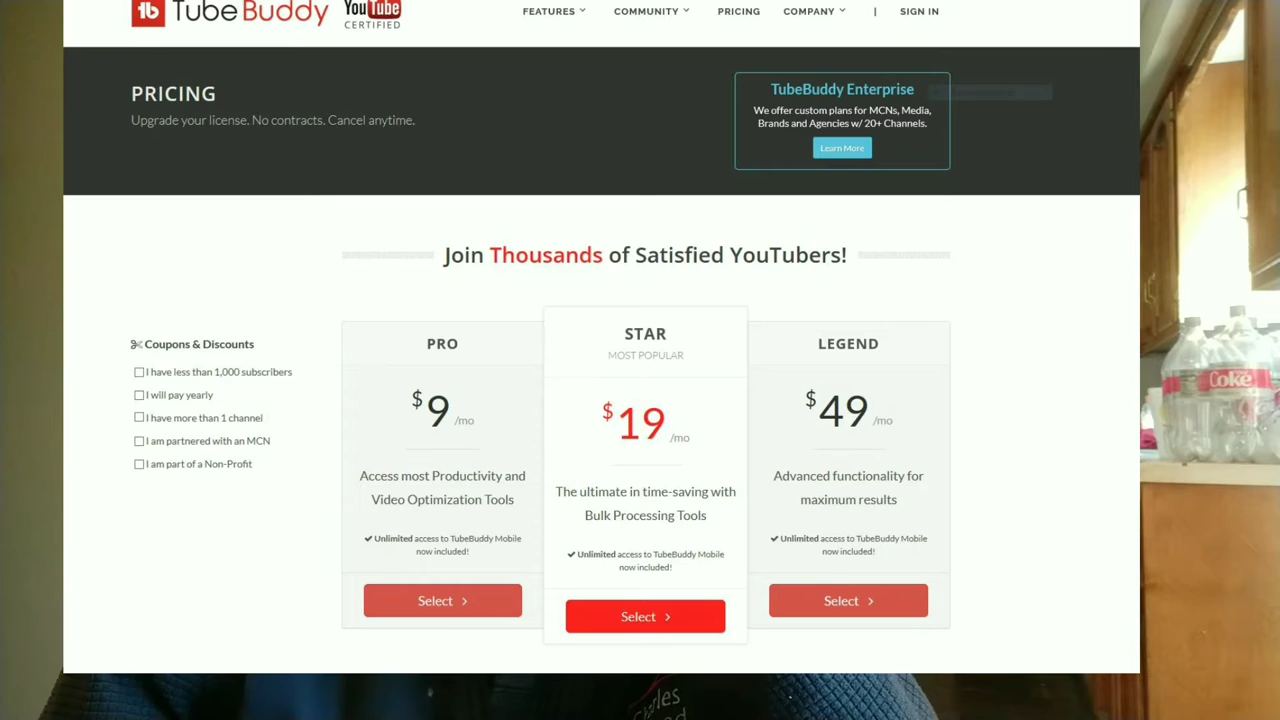 TubeBuddy
You Tube
CERTIFIED
FEATURES
COMMUNITY
PRICING
COMPANY
|
SIGN IN
PRICING
Upgrade your license. No contracts. Cancel anytime.
TubeBuddy Enterprise
We offer custom plans for MCNs, Media,
Brands and Agencies w/ 20+ Channels.
Learn More
Join Thousands of Satisfied YouTubers!
Coupons & Discounts
I have less than 1,000 subscribers
I will pay yearly
I have more than 1 channel
I am partnered with an MCN
I am part of a Non-Profit
PRO
$9 /mo
Access most Productivity and
Video Optimization Tools
Unlimited access to TubeBuddy Mobile
now included!
Select
STAR
MOST POPULAR
$19 /mo
The ultimate in time-saving with
Bulk Processing Tools
Unlimited access to TubeBuddy Mobile
now included!
Select
LEGEND
$49 /mo
Advanced functionality for
maximum results
Unlimited access to TubeBuddy Mobile
now included!
Select
Coke